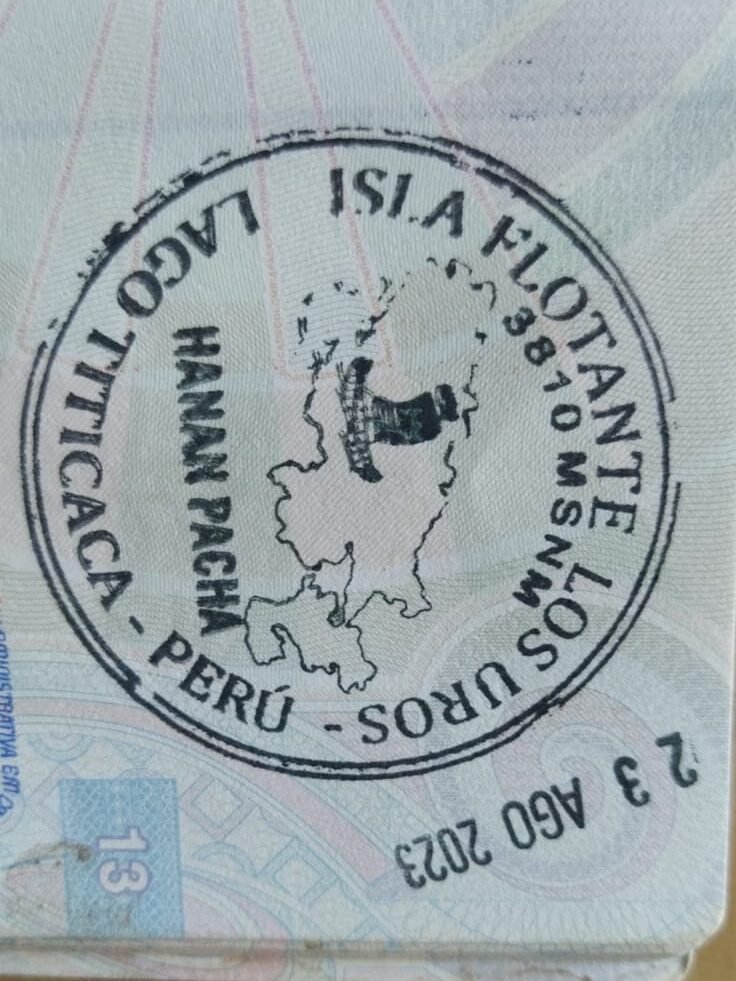 ISLA FLOTANTE LOS UROS -
LAGO TITICACA - PERÚ
3810 MSNM
HANAN PACHA
23 AGO 2023
13